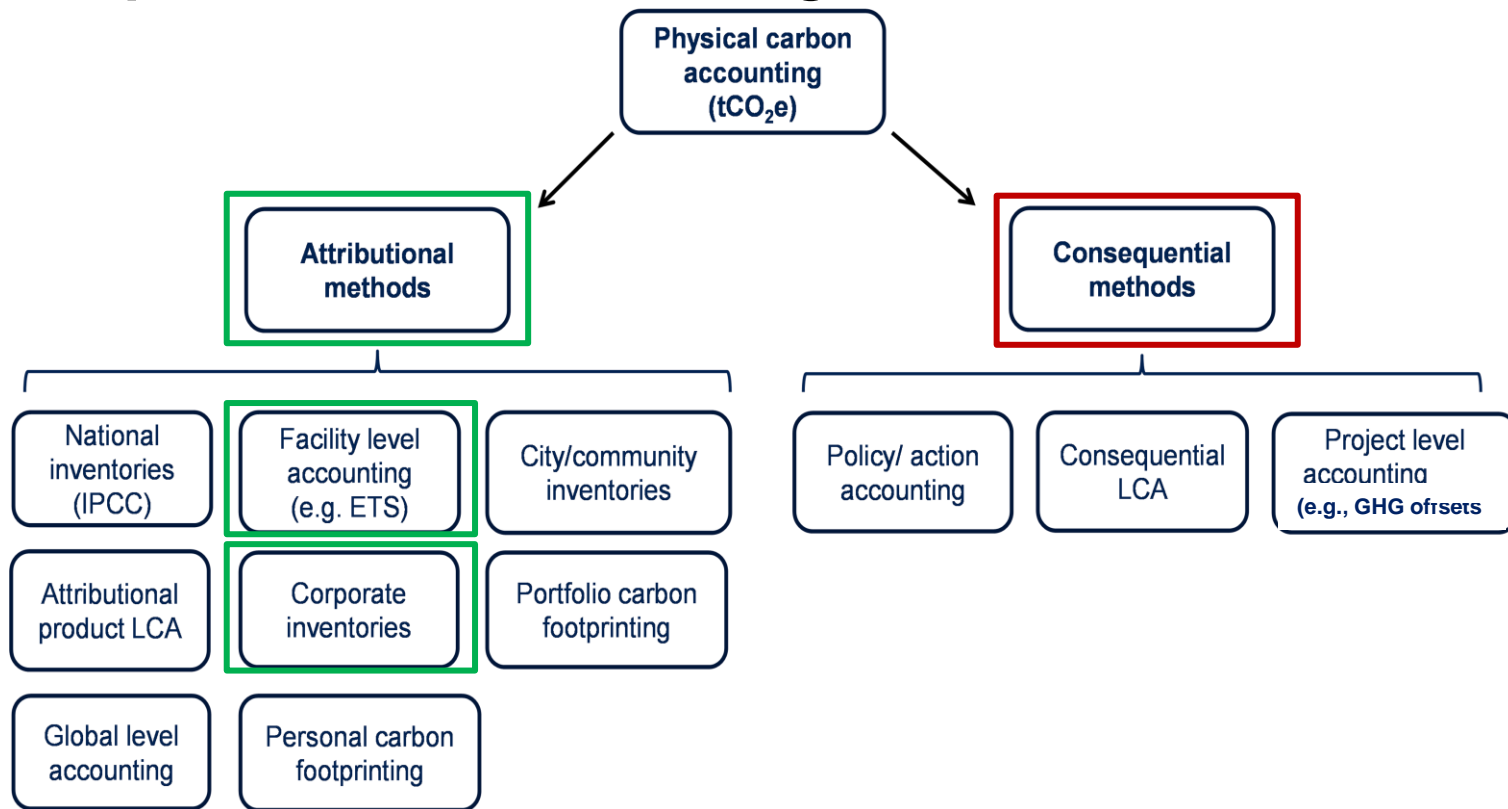 Physical carbon
accounting
(tCO₂e)
Attributional
methods
Consequential
methods
National
inventories
(IPCC)
Facility level
accounting
(e.g. ETS)
City/community
inventories
Policy/ action
accounting
Consequential
LCA
Project level
accounting
(e.g., GHG offsets
Attributional
product LCA
Corporate
inventories
Portfolio carbon
footprinting
Global level
accounting
Personal carbon
footprinting